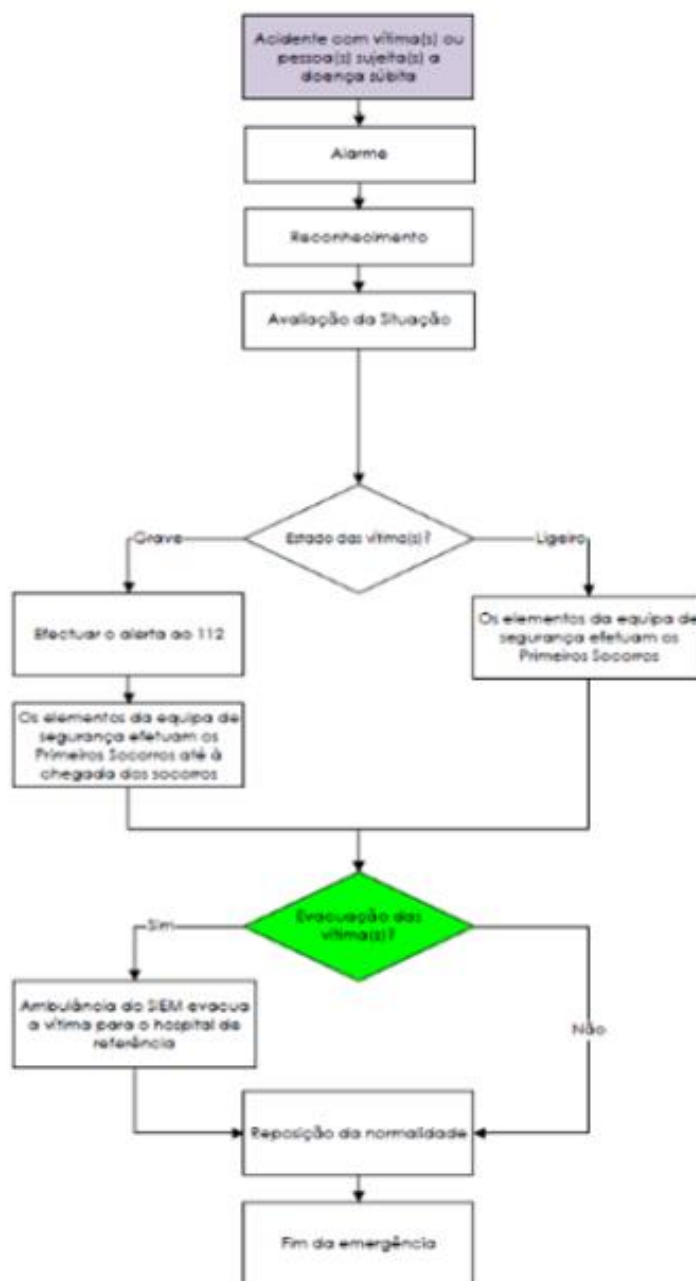 Acidente com vítima(s) ou
pessoa(s) sujeita(s) a
doença súbita
Alarme
Reconhecimento
Avaliação da Situação
Estado das vítima(s)?
Grave
Ligeiro
Efectuar o alerta ao 112
Os elementos da equipa de
segurança efetuam os
Primeiros Socorros
Os elementos da equipa de
segurança efetuam os
Primeiros Socorros até à
chegada dos socorros
Evacuação das
vítima(s)?
Sim
Não
Ambulância do SIEM evacua
a vítima para o hospital de
referência
Reposição da normalidade
Fim da emergência